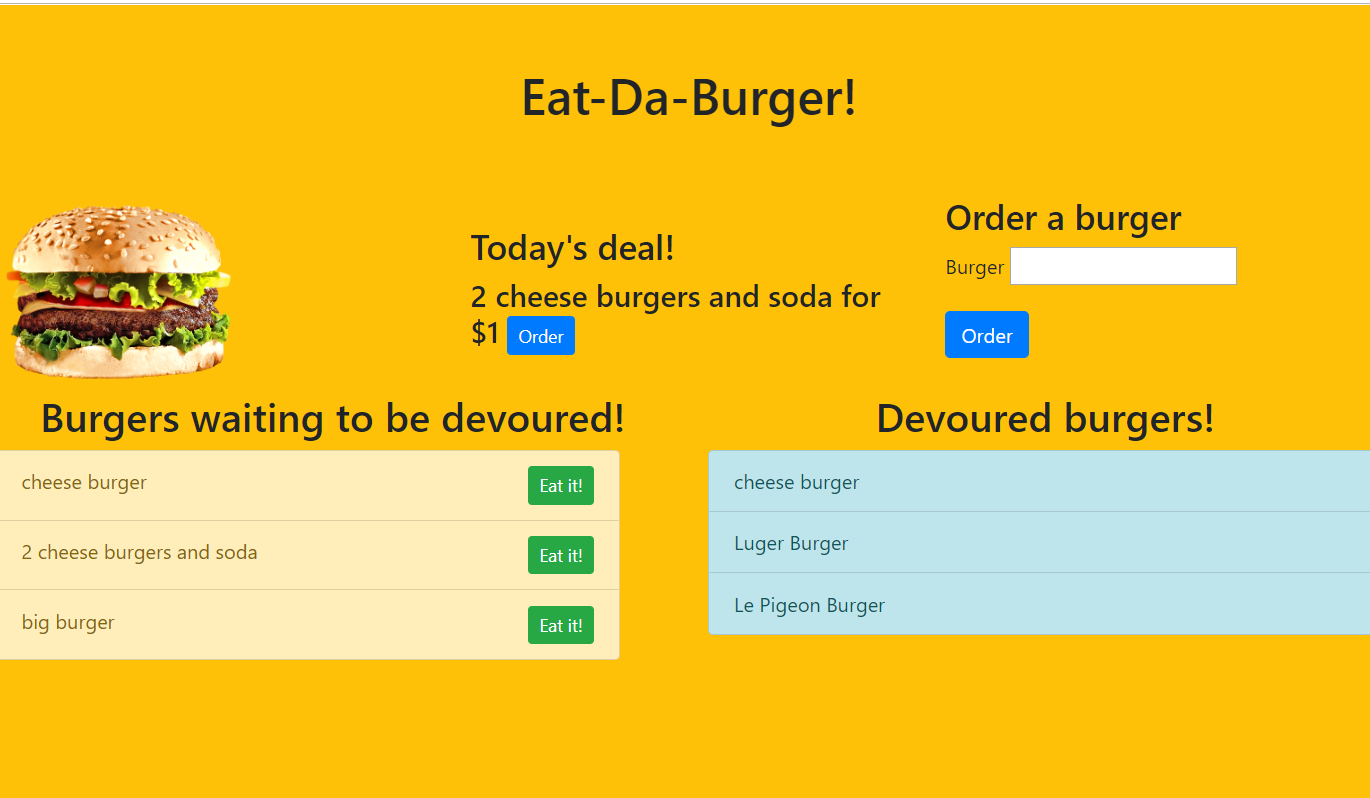 Eat-Da-Burger!
Today's deal!
2 cheese burgers and soda for
$1 Order
Order a burger
Burger
Order
Burgers waiting to be devoured!
cheese burger Eat it!
2 cheese burgers and soda Eat it!
big burger Eat it!
Devoured burgers!
cheese burger
Luger Burger
Le Pigeon Burger